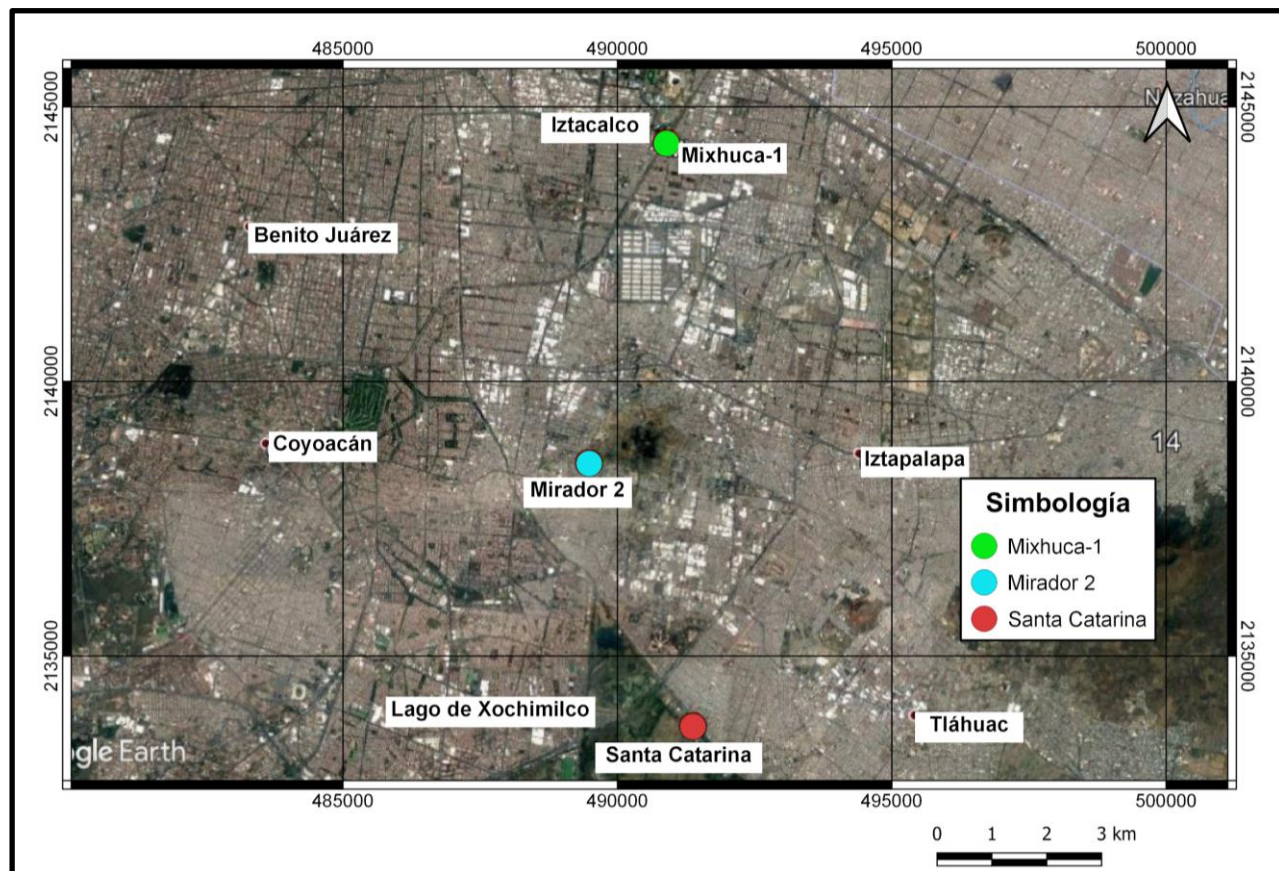 485000
490000
495000
500000
2145000
2145000
Iztacalco
Mixhuca-1
Benito Juárez
2140000
2140000
Coyoacán
Iztapalapa
14
Mirador 2
Simbología
Mixhuca-1
Mirador 2
Santa Catarina
2135000
2135000
Lago de Xochimilco
Tláhuac
Santa Catarina
gle Earth
485000
490000
495000
500000
0 1 2 3 km